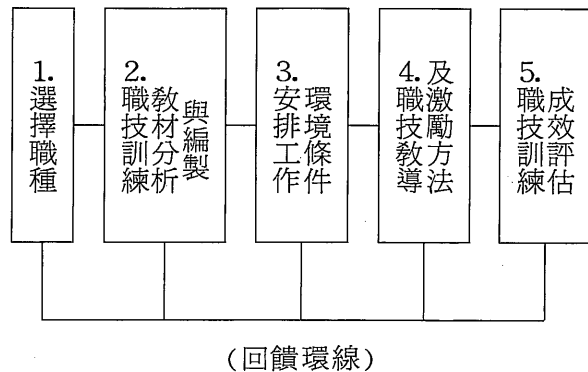 1.
選擇職種
2.
職技訓練
教材分析
與編製
3.
安排工作
環境條件
4.
職技教導
及激勵方法
5.
職技訓練
成效評估
(回饋環線)